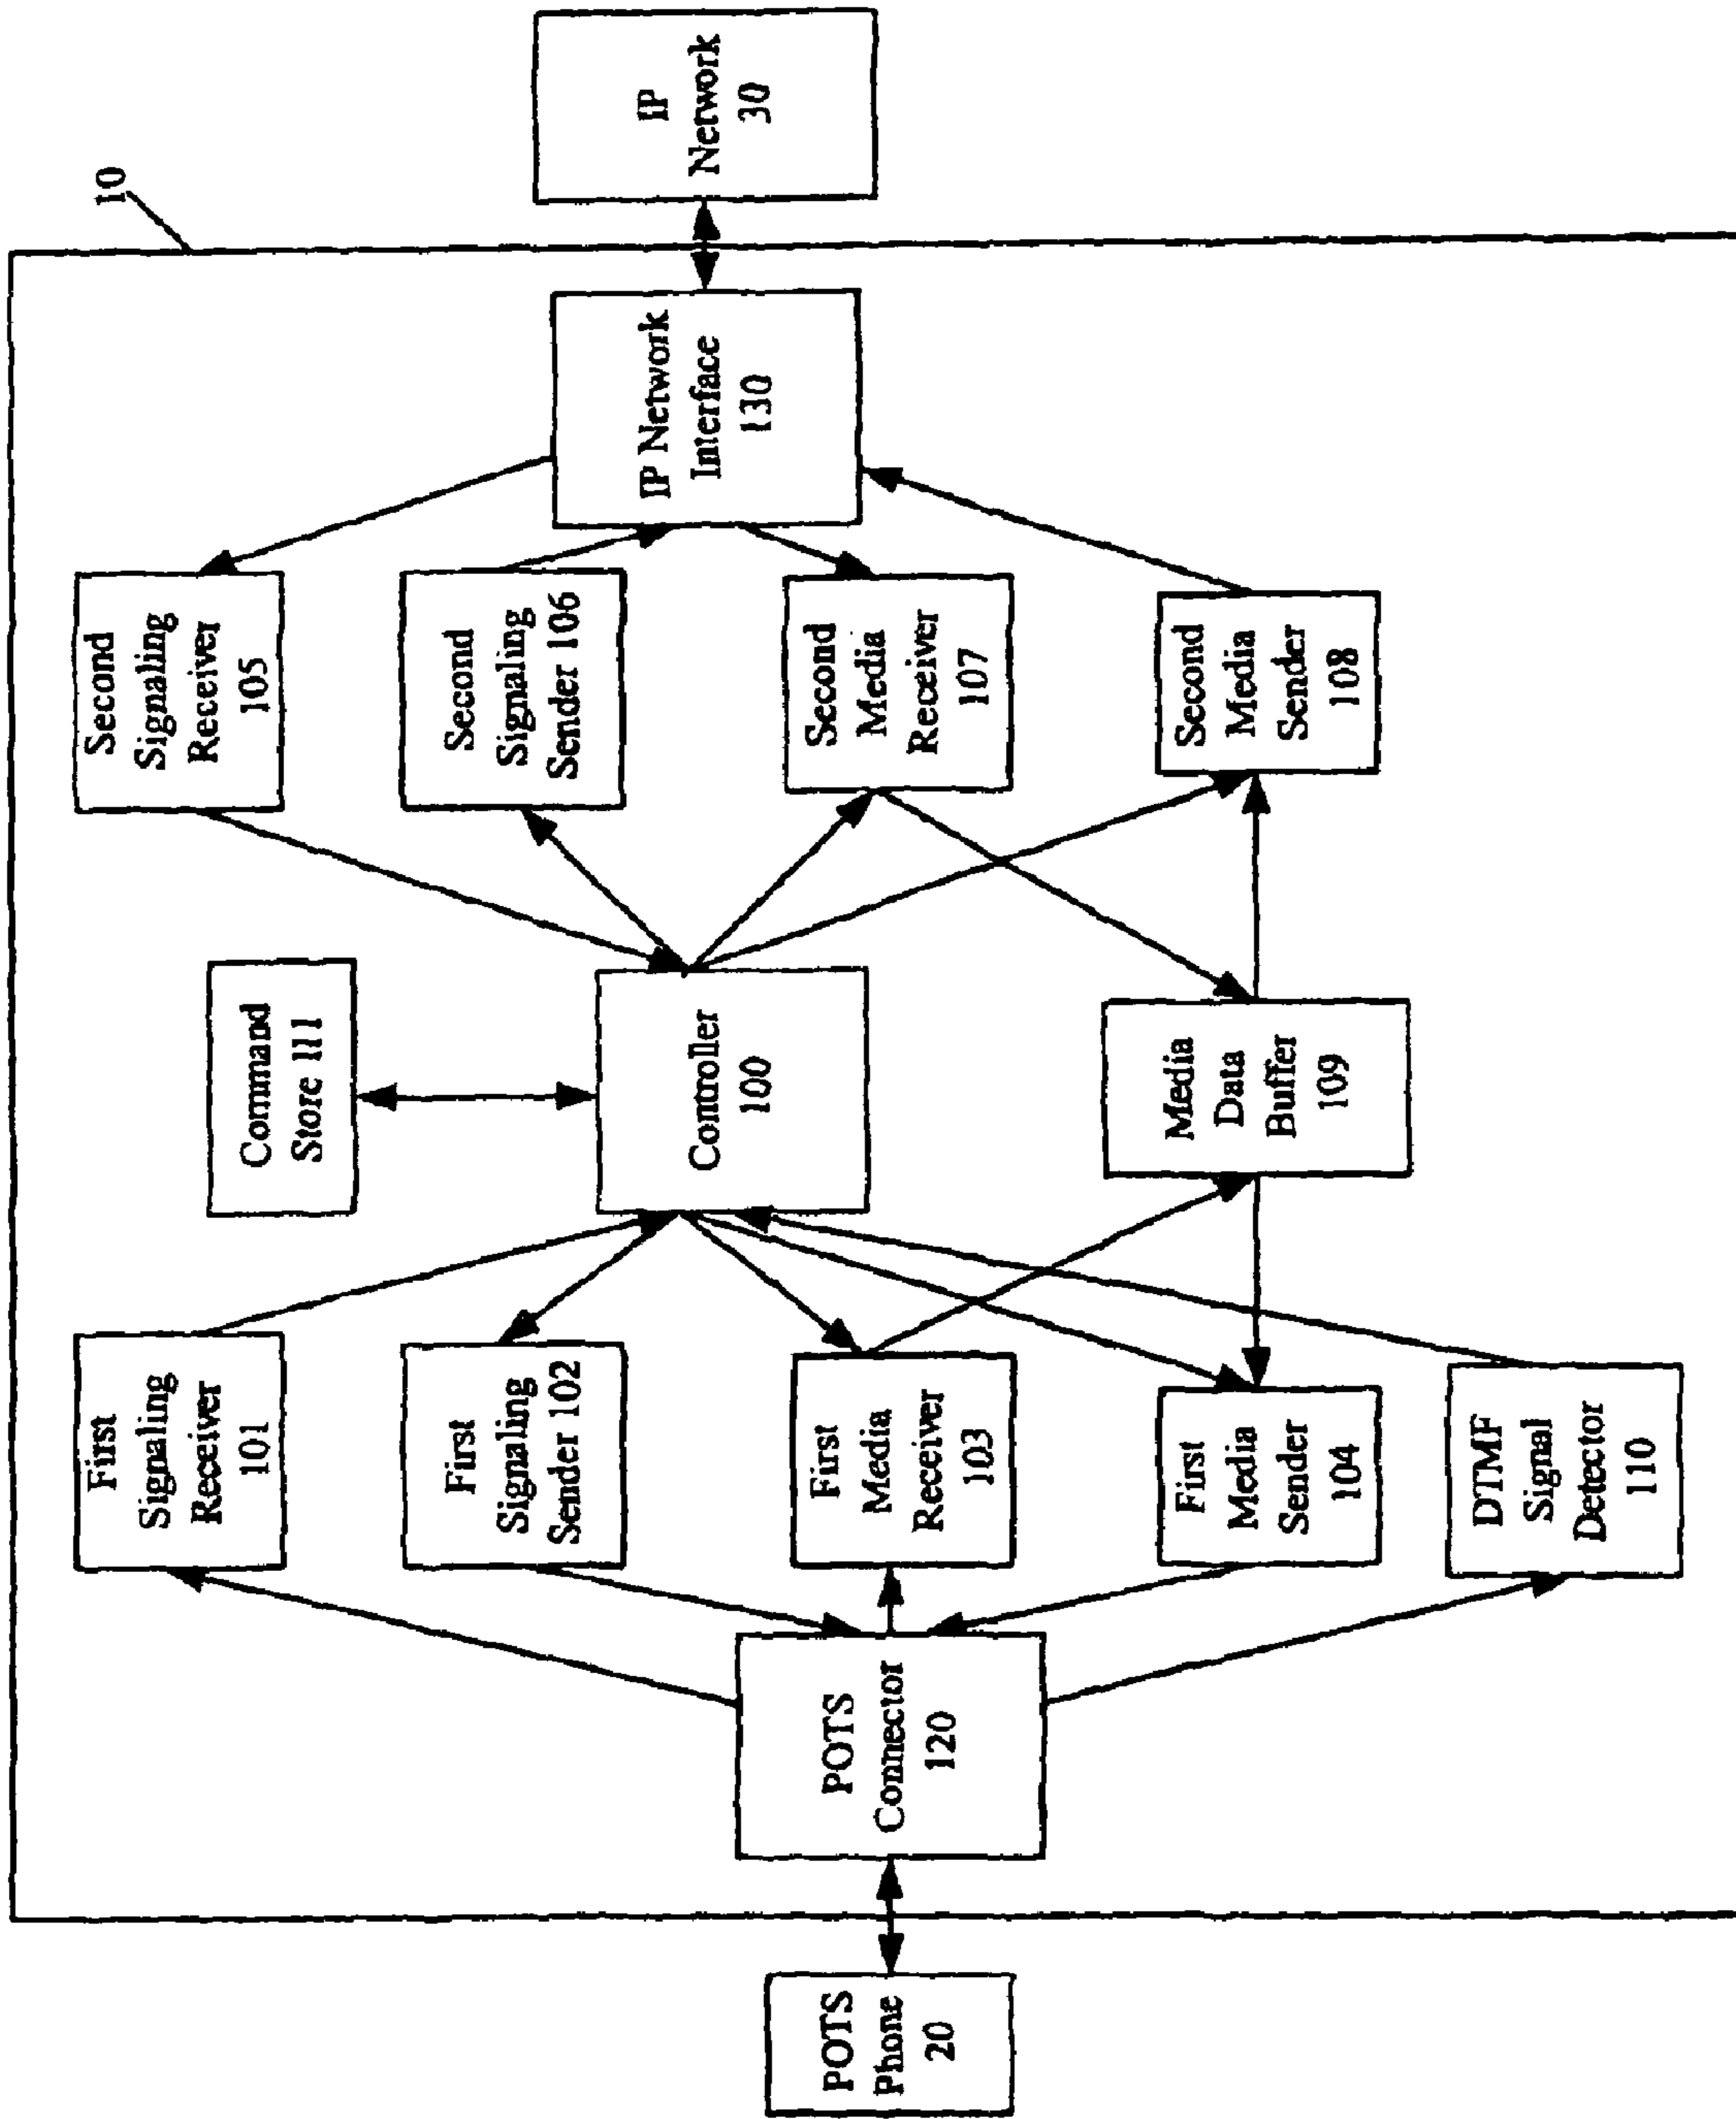 10
POTS
Phone
20
POTS
Connector
120
First
Signaling
Receiver
101
First
Signaling
Sender 102
First
Media
Receiver
103
First
Media
Sender
104
DTMF
Signal
Detector
110
Command
Store 111
Controller
100
Media
Data
Buffer
109
Second
Signaling
Receiver
105
Second
Signaling
Sender 106
Second
Media
Receiver
107
Second
Media
Sender
108
IP Network
Interface
130
IP
Network
30